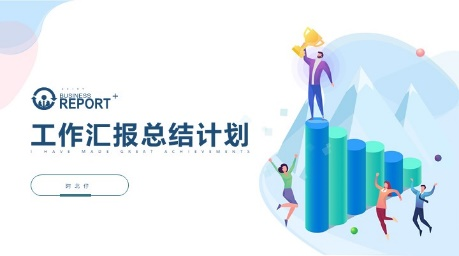 BUSINESS
REPORT+
工作汇报总结计划
I HAVE MADE GREAT ACHIEVEMENTS